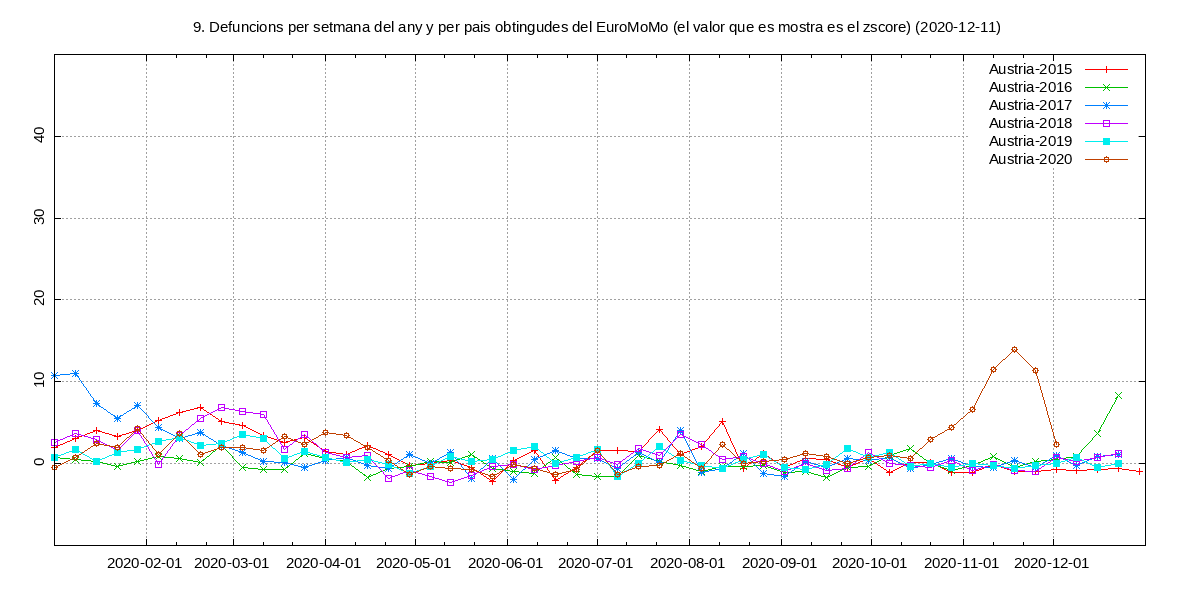 9. Defuncions per setmana del any y per pais obtingudes del EuroMoMo (el valor que es mostra es el zscore) (2020-12-11)
Austria-2015
Austria-2016
Austria-2017
Austria-2018
Austria-2019
Austria-2020
40
30
20
10
0
2020-02-01 2020-03-01 2020-04-01 2020-05-01 2020-06-01 2020-07-01 2020-08-01 2020-09-01 2020-10-01 2020-11-01 2020-12-01